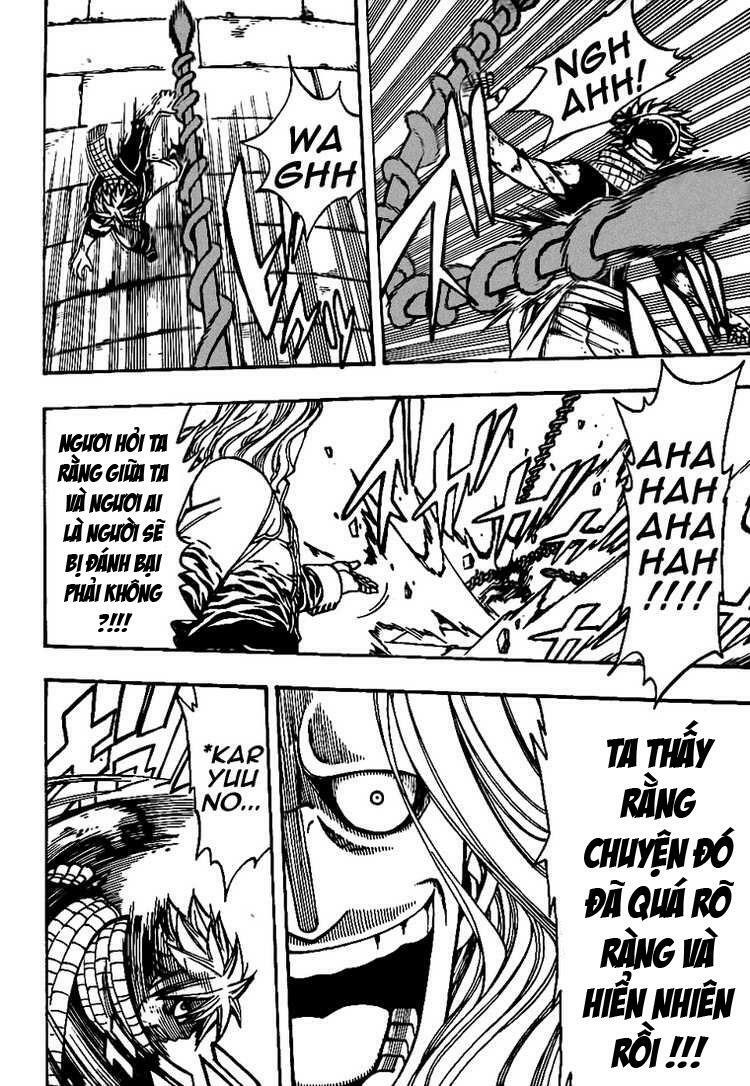 NGH
AHH!
WA
GHH
AHA
HAH
AHA
HAH
!!!!
NGƯƠI HỎI TA
RẰNG GIỮA TA
VÀ NGƯƠI AI
LÀ NGƯỜI SẼ
BỊ ĐÁNH BẠI
PHẢI KHÔNG
?!!!
TA THẤY
RẰNG
CHUYỆN ĐÓ
ĐÃ QUÁ RÕ
RÀNG VÀ
HIỂN NHIÊN
RỒI !!!
*KAR
YUU
NO...